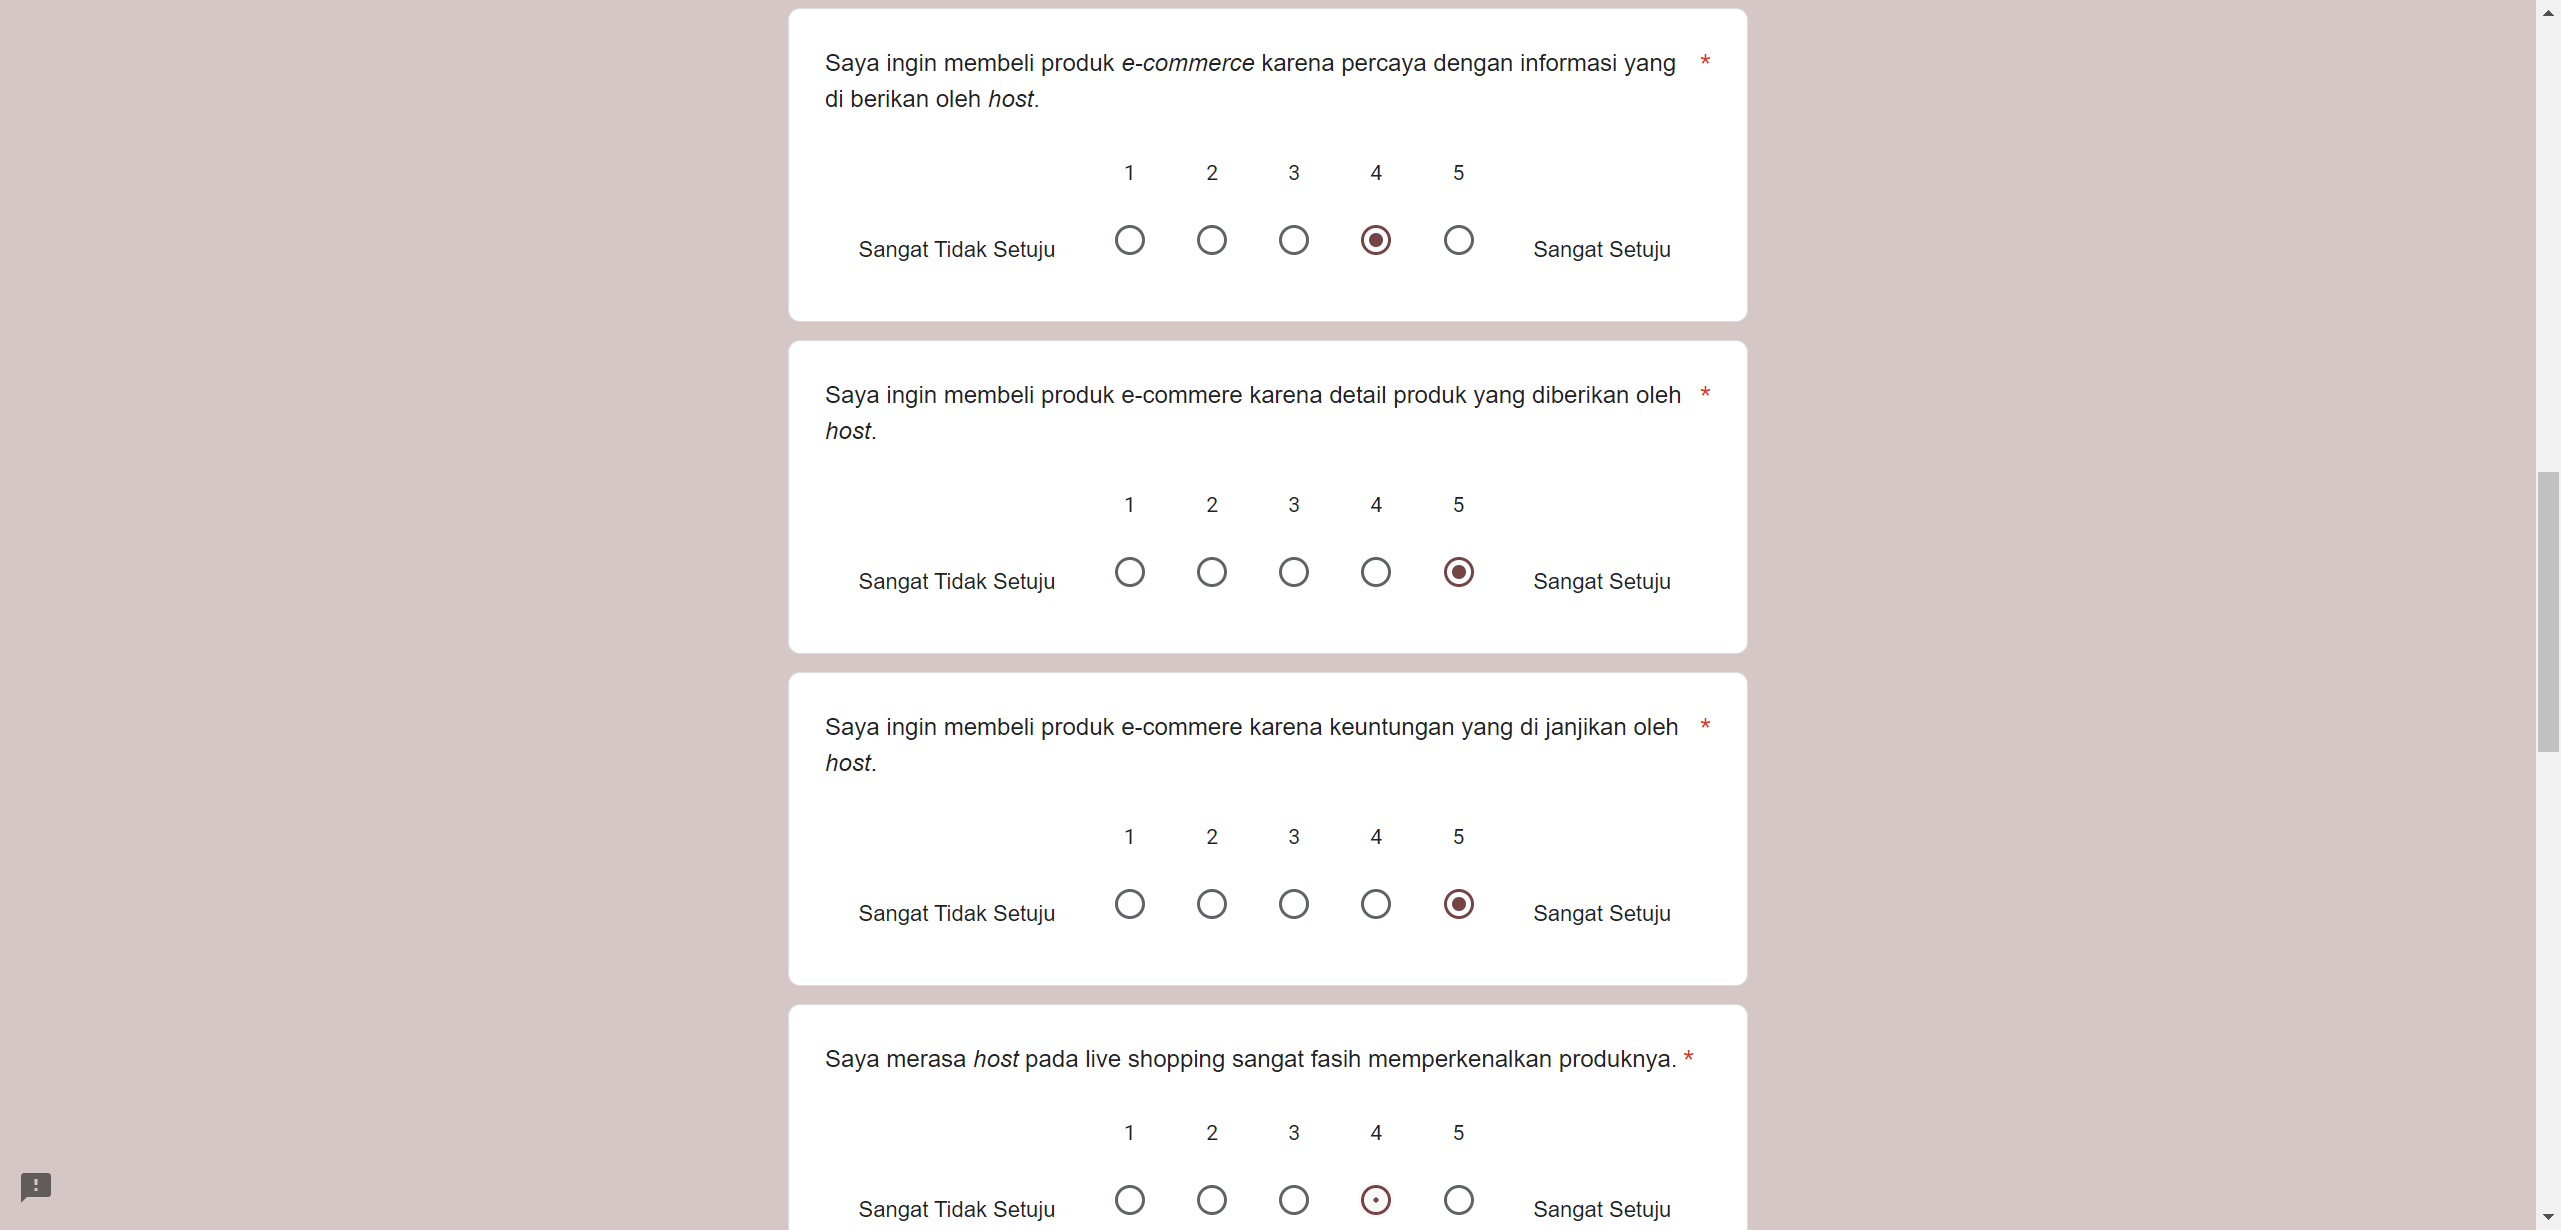 Saya ingin membeli produk e-commerce karena percaya dengan informasi yang *
di berikan oleh host.
1 2 3 4 5
Sangat Tidak Setuju Sangat Setuju
Saya ingin membeli produk e-commere karena detail produk yang diberikan oleh *
host.
1 2 3 4 5
Sangat Tidak Setuju Sangat Setuju
Saya ingin membeli produk e-commere karena keuntungan yang di janjikan oleh *
host.
1 2 3 4 5
Sangat Tidak Setuju Sangat Setuju
Saya merasa host pada live shopping sangat fasih memperkenalkan produknya. *
1 2 3 4 5
Sangat Tidak Setuju Sangat Setuju